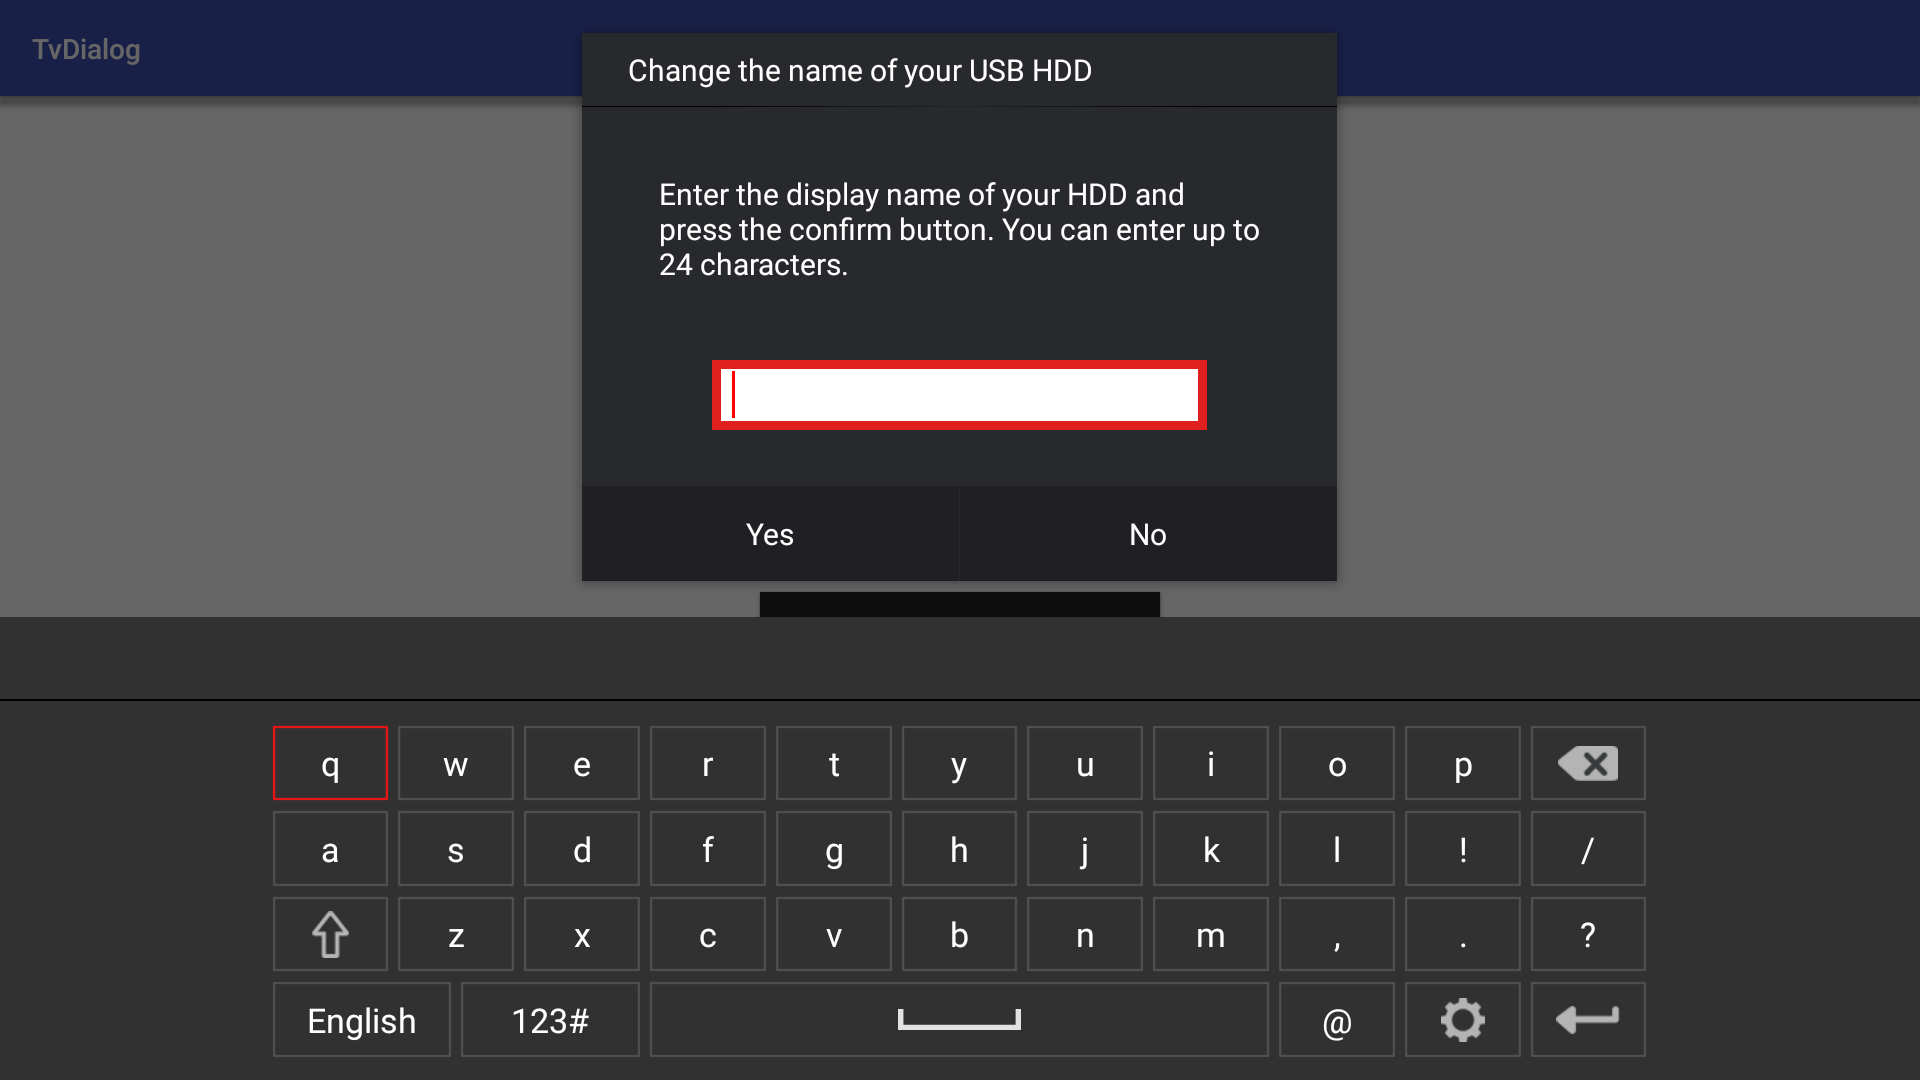 TvDialog
Change the name of your USB HDD
Enter the display name of your HDD and
press the confirm button. You can enter up to
24 characters.
Yes No
q w e r t y u i o p
a s d f g h j k l ! /
z x c v b n m , . ?
English 123# @